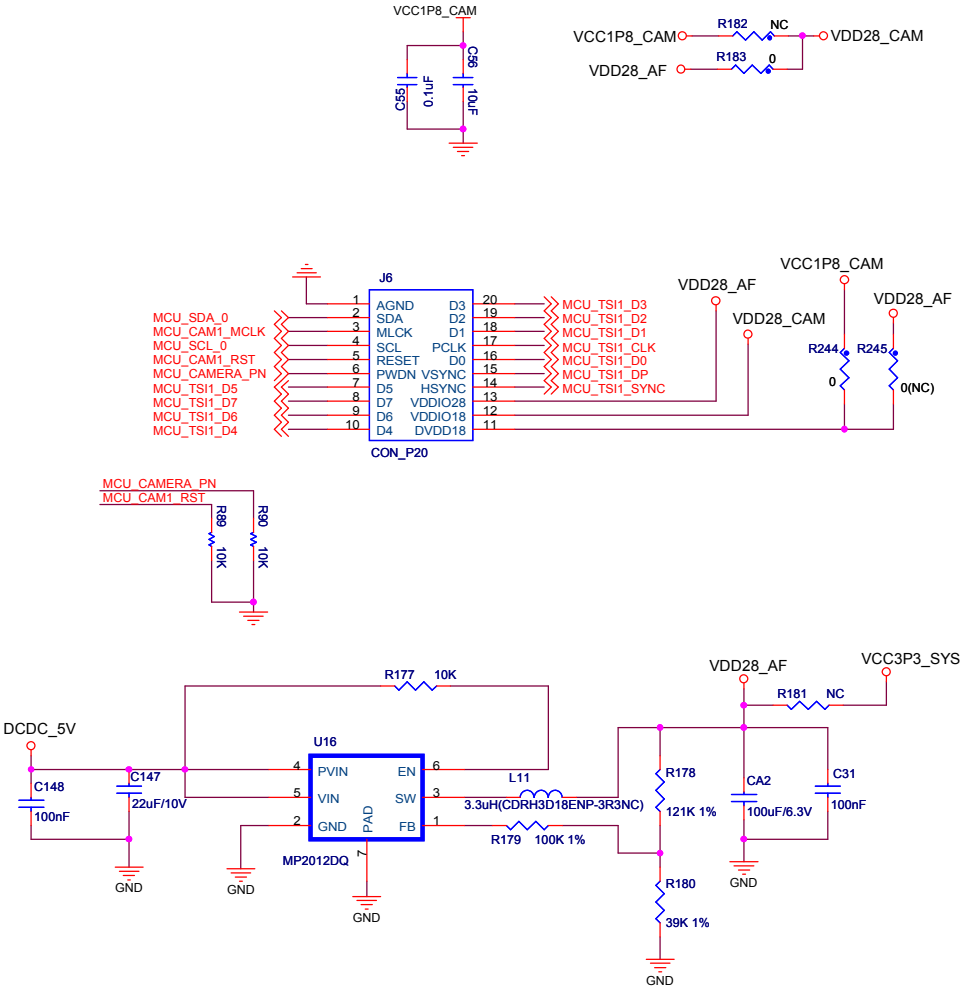 VCC1P8_CAM
C55
0.1uF
C56
10uF
R182 NC
VCC1P8_CAM VDD28_CAM
R183 0
VDD28_AF
J6
1 AGND D3 20 MCU_TSI1_D3
MCU_SDA_0 2 SDA D2 19 MCU_TSI1_D2
MCU_CAM1_MCLK 3 MLCK D1 18 MCU_TSI1_D1
MCU_SCL_0 4 SCL PCLK 17 MCU_TSI1_CLK
MCU_CAM1_RST 5 RESET D0 16 MCU_TSI1_D0
MCU_CAMERA_PN 6 PWDN VSYNC 15 MCU_TSI1_DP
MCU_TSI1_D5 7 D5 HSYNC 14 MCU_TSI1_SYNC
MCU_TSI1_D7 8 D7 VDDIO28 13
MCU_TSI1_D6 9 D6 VDDIO18 12
MCU_TSI1_D4 10 D4 DVDD18 11
CON_P20
VDD28_AF
VDD28_CAM
VCC1P8_CAM
VDD28_AF
R244
0
R245
0(NC)
MCU_CAMERA_PN
MCU_CAM1_RST
R89
10K
R90
10K
DCDC_5V
C148
100nF
C147
22uF/10V
GND
R177 10K
U16
4 PVIN EN 6
5 VIN SW 3
2 GND FB 1
PAD
7
MP2012DQ
GND
GND
L11
3.3uH(CDRH3D18ENP-3R3NC)
R179 100K 1%
VDD28_AF
R181 NC
VCC3P3_SYS
R178
121K 1%
R180
39K 1%
GND
CA2
100uF/6.3V
C31
100nF
GND